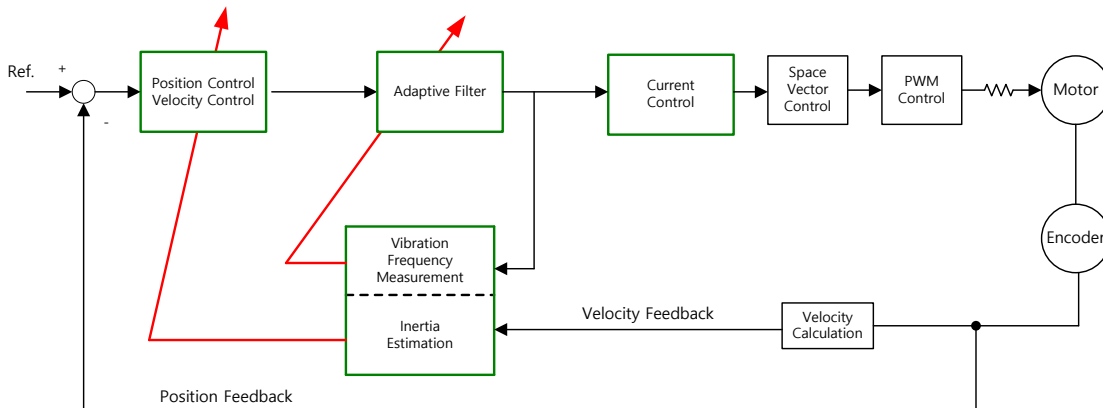 Ref.
+
-
Position Control
Velocity Control
Adaptive Filter
Current
Control
Space
Vector
Control
PWM
Control
Motor
Encoder
Vibration
Frequency
Measurement
Inertia
Estimation
Velocity Feedback
Velocity
Calculation
Position Feedback